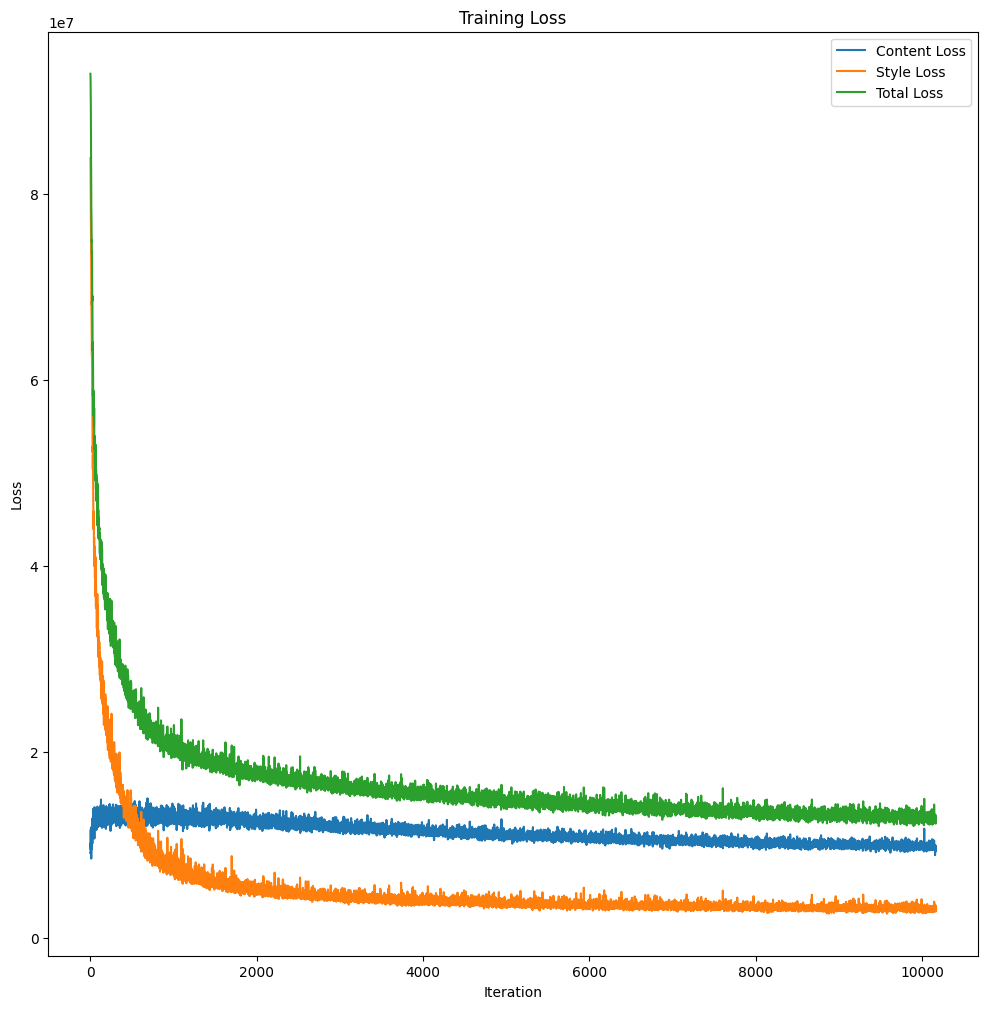 Training Loss
1e7
Content Loss
Style Loss
Total Loss
8
6
4
2
0
Loss
0 2000 4000 6000 8000 10000
Iteration